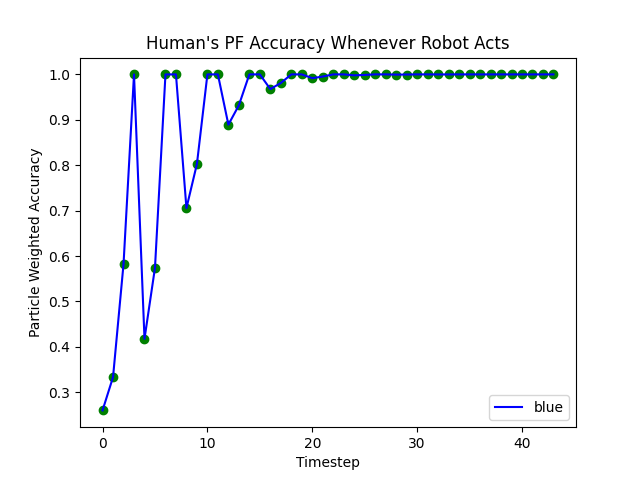 Human's PF Accuracy Whenever Robot Acts
1.0
0.9
0.8
0.7
0.6
0.5
0.4
0.3
Particle Weighted Accuracy
0 10 20 30 40
Timestep
blue